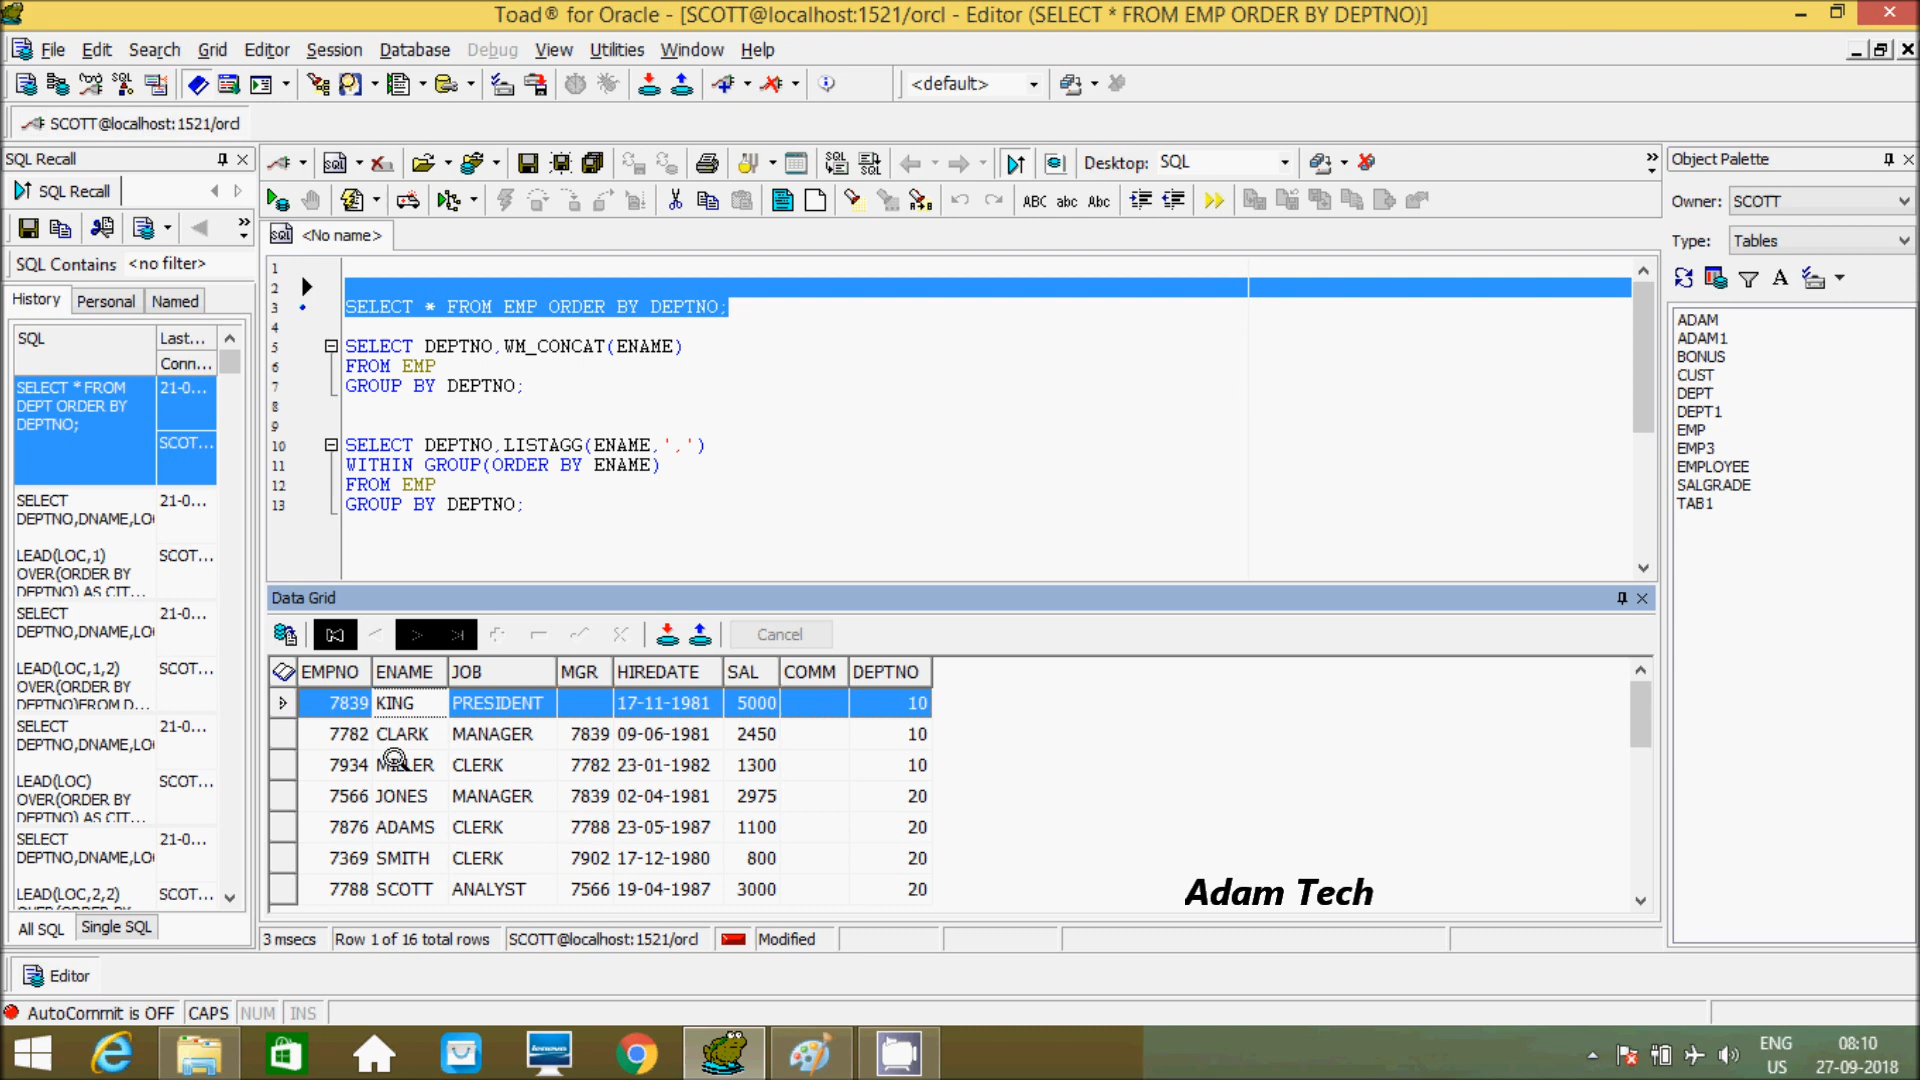 Toad® for Oracle - [SCOTT@localhost:1521/orcl - Editor (SELECT * FROM EMP ORDER BY DEPTNO)]
File Edit Search Grid Editor Session Database Debug View Utilities Window Help
<default>
SCOTT@localhost:1521/orcl
SQL Recall
SQL Recall
SQL Contains <no filter>
History Personal Named
SQL Last...
Conn...
SELECT * FROM 21-0...
DEPT ORDER BY
DEPTNO;
SCOT...
SELECT 21-0...
DEPTNO,DNAME,LO
LEAD(LOC,1) SCOT...
OVER(ORDER BY
DEPTNO) AS CIT...
SELECT 21-0...
DEPTNO,DNAME,LO
LEAD(LOC,1,2) SCOT...
OVER(ORDER BY
DEPTNO)FROM D...
SELECT 21-0...
DEPTNO,DNAME,LO
LEAD(LOC) SCOT...
OVER(ORDER BY
DEPTNO) AS CIT...
SELECT 21-0...
DEPTNO,DNAME,LO
LEAD(LOC,2,2) SCOT...
All SQL Single SQL
Desktop: SQL
ABC abc Abc
<No name>
1
2
3 SELECT * FROM EMP ORDER BY DEPTNO;
4
5 SELECT DEPTNO,WM_CONCAT(ENAME)
6 FROM EMP
7 GROUP BY DEPTNO;
8
9
10 SELECT DEPTNO,LISTAGG(ENAME,',')
11 WITHIN GROUP(ORDER BY ENAME)
12 FROM EMP
13 GROUP BY DEPTNO;
Data Grid
Cancel
EMPNO ENAME JOB MGR HIREDATE SAL COMM DEPTNO
7839 KING PRESIDENT 17-11-1981 5000 10
7782 CLARK MANAGER 7839 09-06-1981 2450 10
7934 MILLER CLERK 7782 23-01-1982 1300 10
7566 JONES MANAGER 7839 02-04-1981 2975 20
7876 ADAMS CLERK 7788 23-05-1987 1100 20
7369 SMITH CLERK 7902 17-12-1980 800 20
7788 SCOTT ANALYST 7566 19-04-1987 3000 20
Adam Tech
3 msecs Row 1 of 16 total rows SCOTT@localhost:1521/orcl Modified
Object Palette
Owner: SCOTT
Type: Tables
A
ADAM
ADAM1
BONUS
CUST
DEPT
DEPT1
EMP
EMP3
EMPLOYEE
SALGRADE
TAB1
Editor
AutoCommit is OFF CAPS NUM INS
ENG 08:10
US 27-09-2018